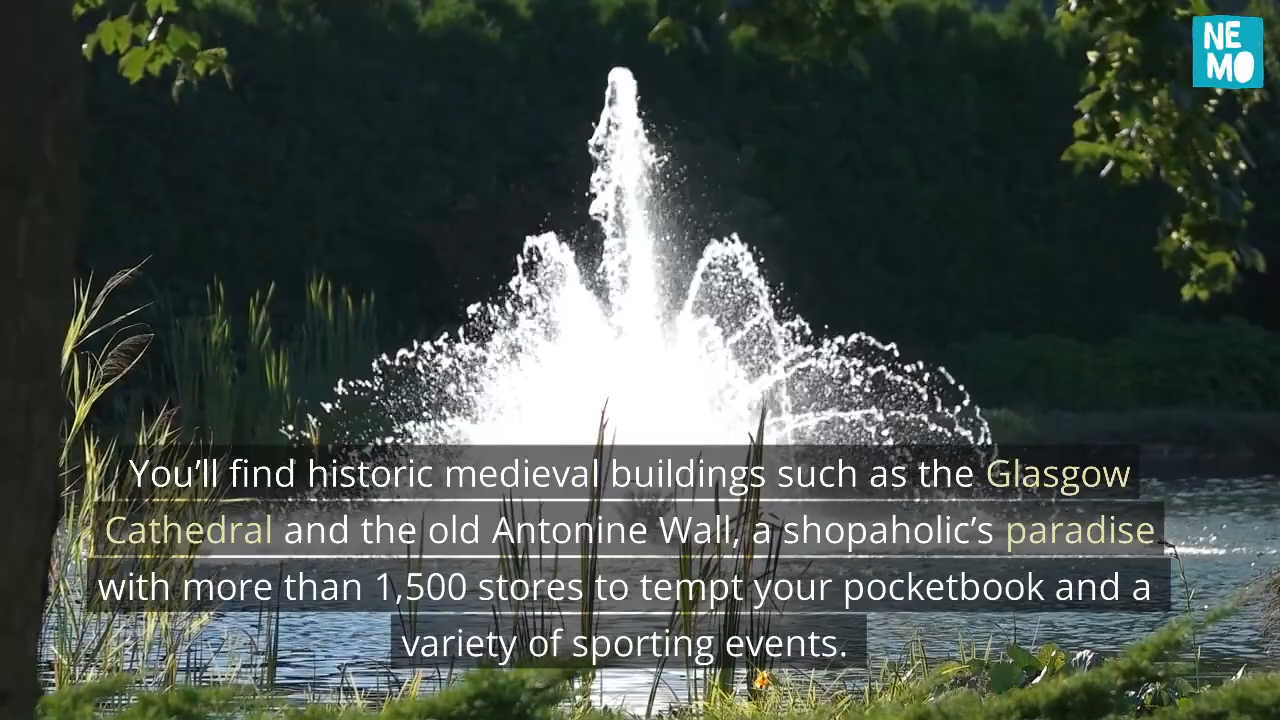 NE
MO
You’ll find historic medieval buildings such as the Glasgow
Cathedral and the old Antonine Wall, a shopaholic’s paradise
with more than 1,500 stores to tempt your pocketbook and a
variety of sporting events.